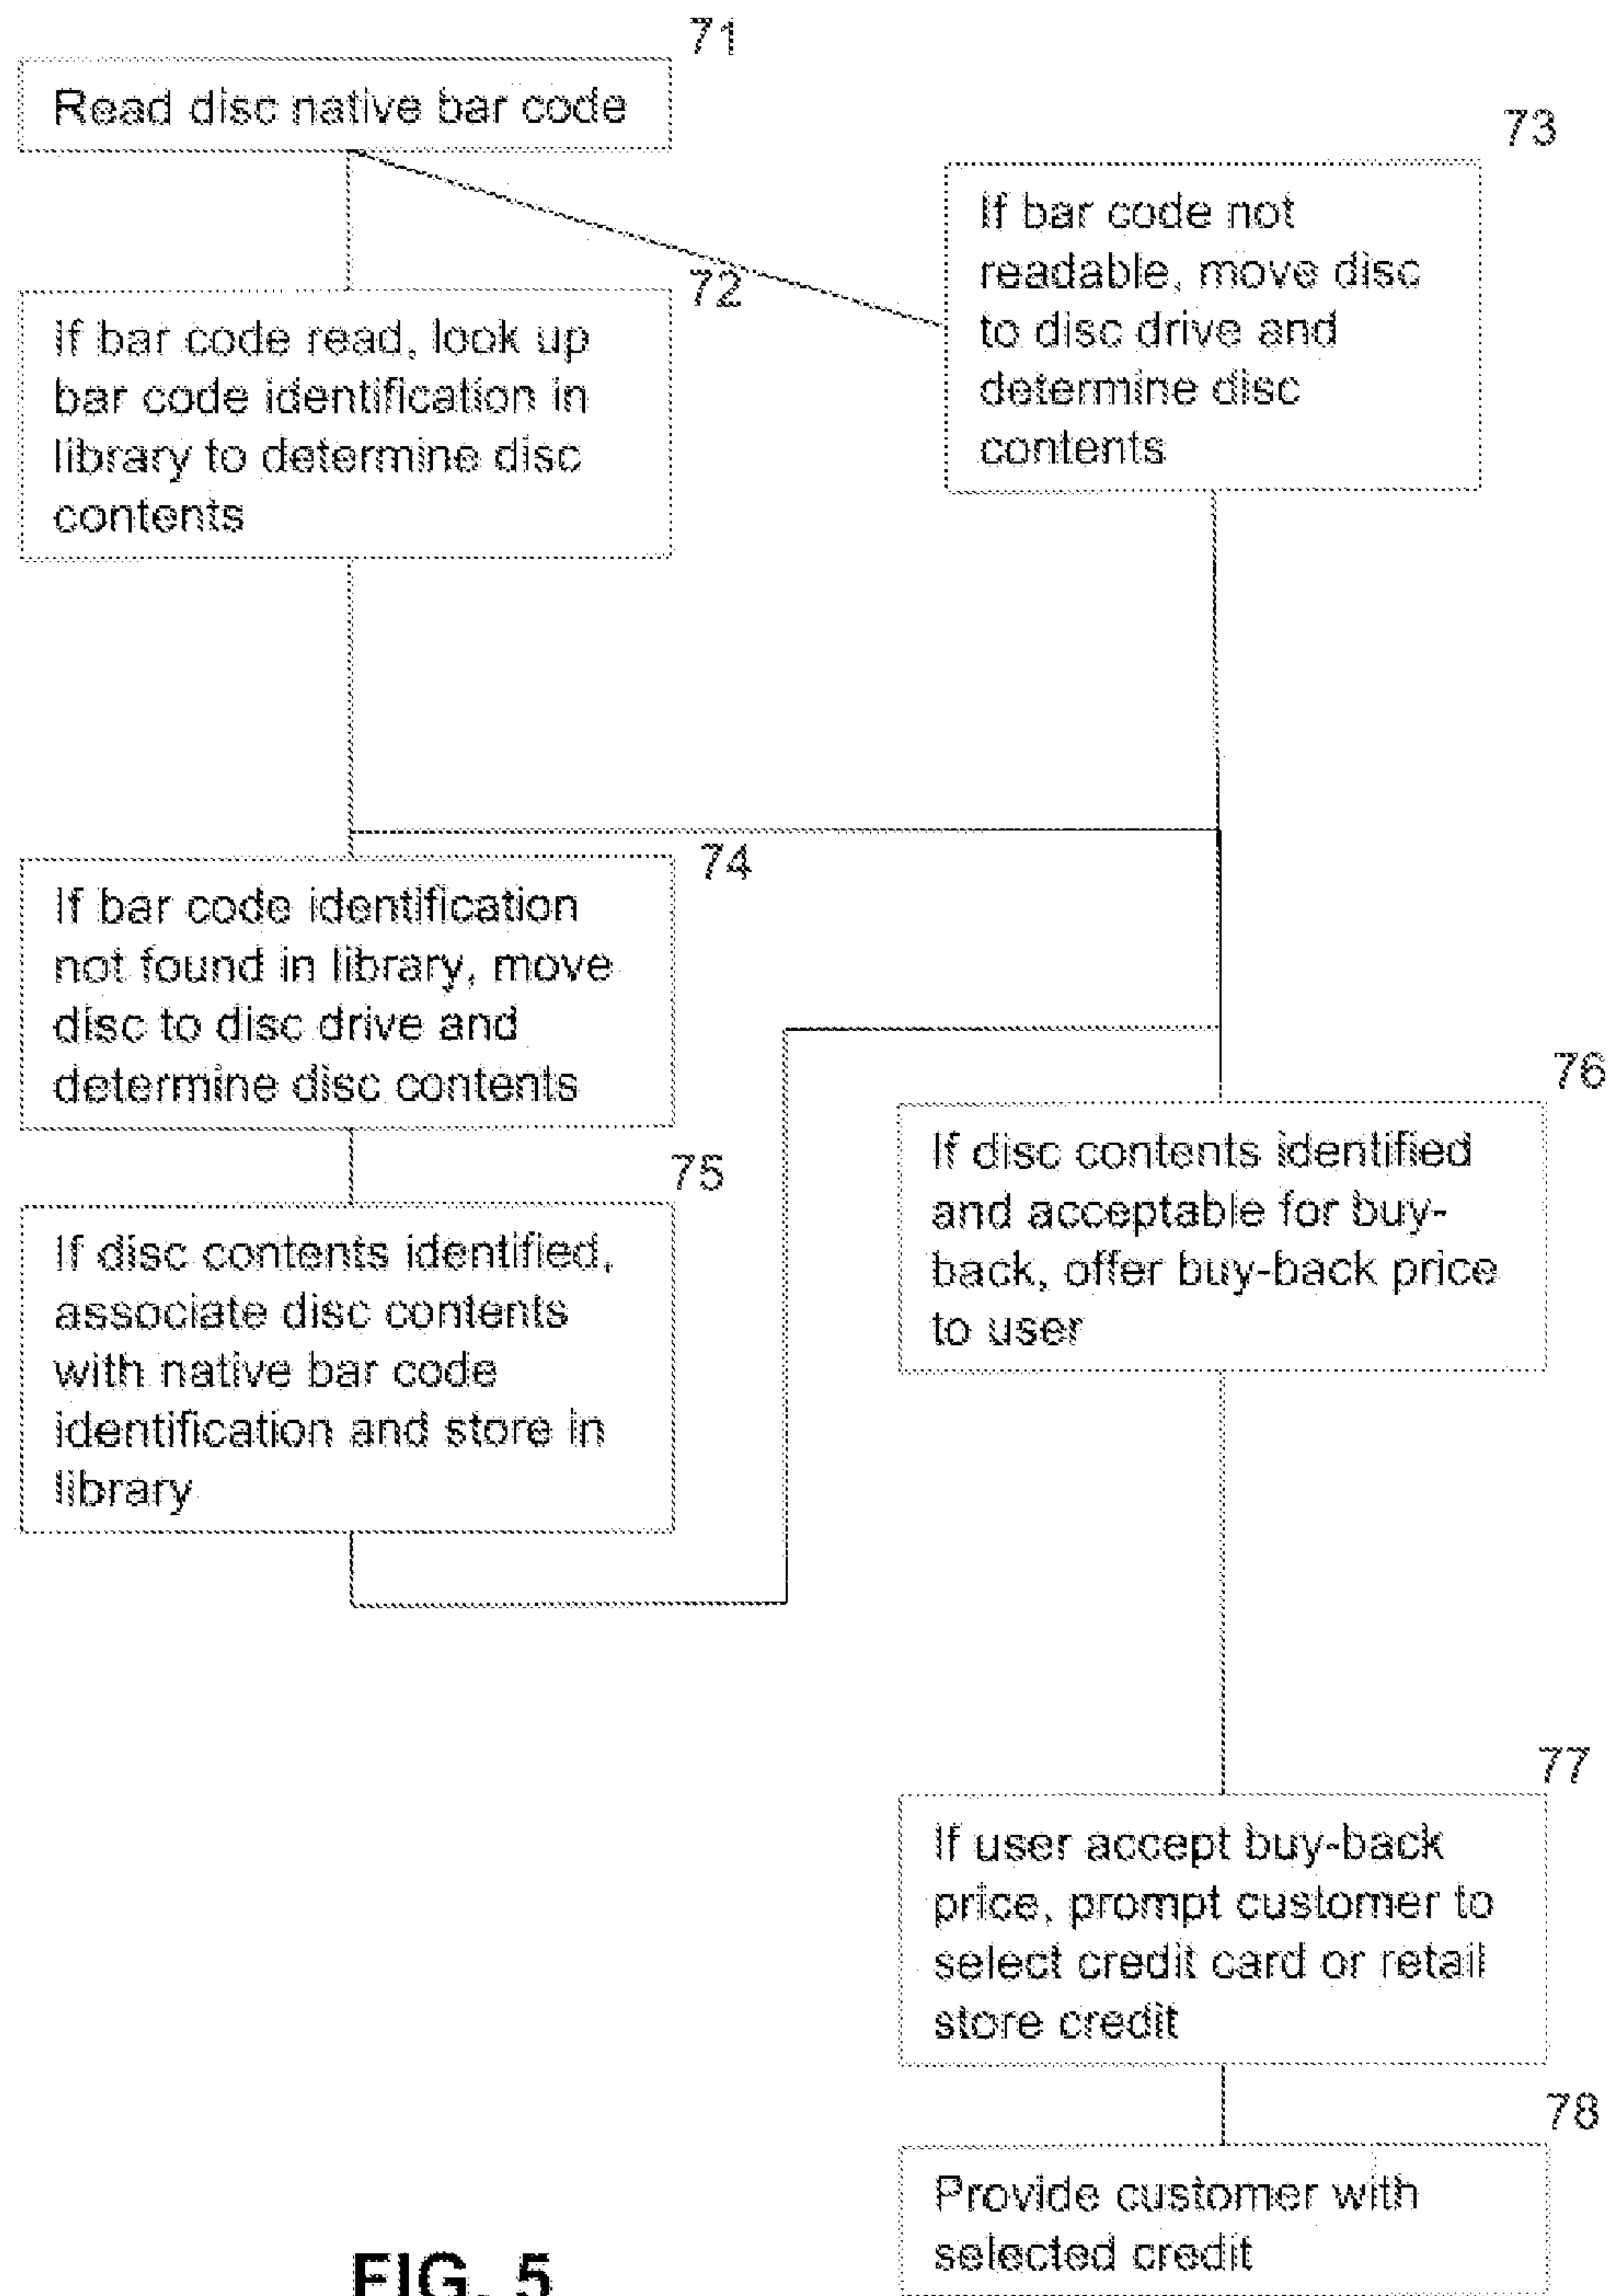 71
Read disc native bar code
73
If bar code not
readable, move disc
to disc drive and
determine disc
contents
72
If bar code read, look up
bar code identification in
library to determine disc
contents
74
If bar code identification
not found in library, move
disc to disc drive and
determine disc contents
75
If disc contents identified,
associate disc contents
with native bar code
identification and store in
library
76
If disc contents identified
and acceptable for buy-
back, offer buy-back price
to user
77
If user accept buy-back
price, prompt customer to
select credit card or retail
store credit
78
Provide customer with
selected credit
FIG. 5